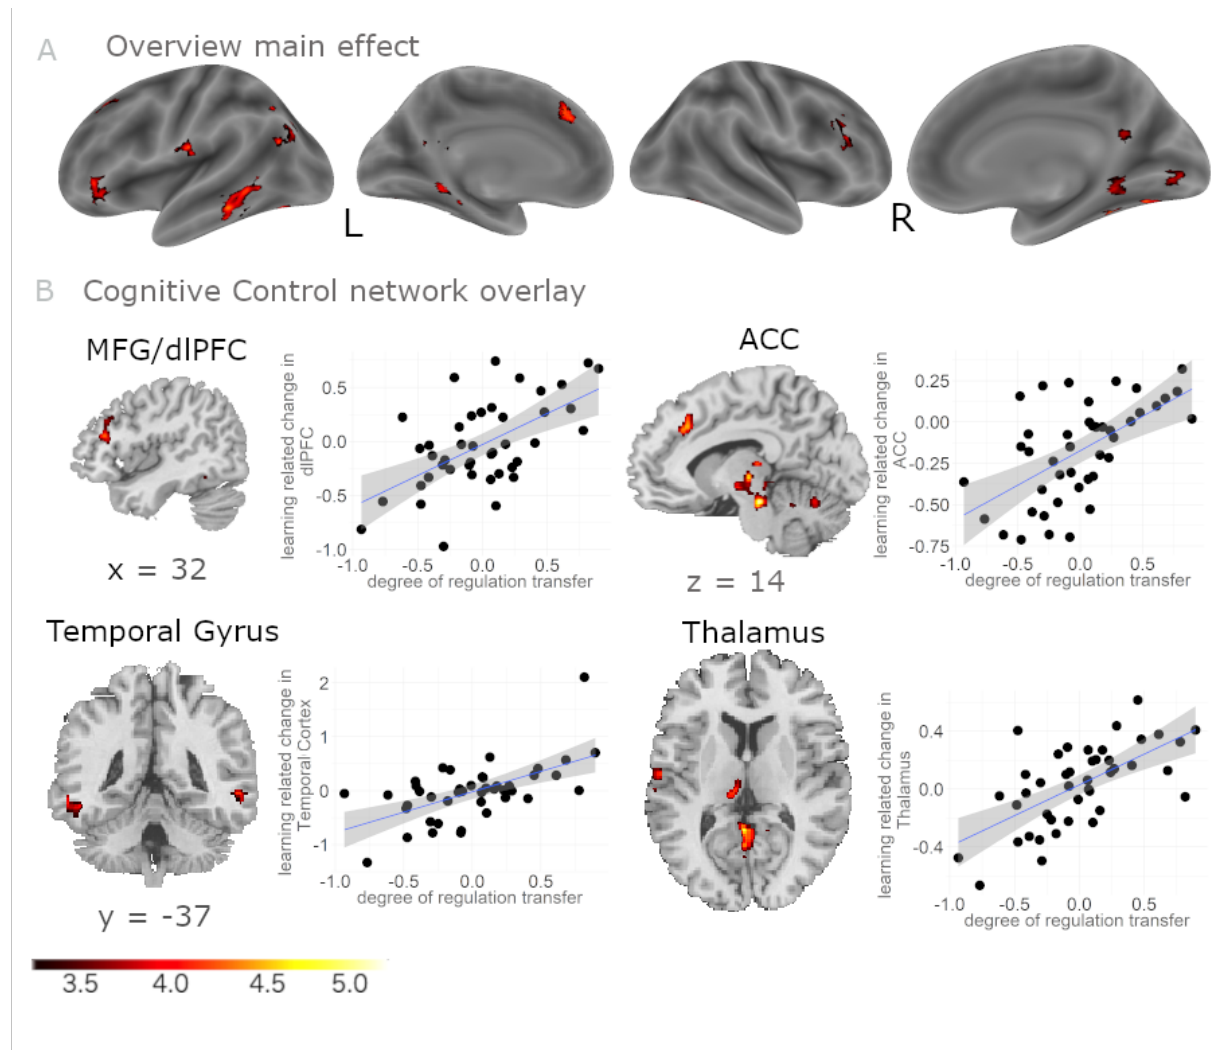 A Overview main effect
L
R
B Cognitive Control network overlay
MFG/dlPFC
x = 32
learning related change in
dlPFC
0.5
0.0
-0.5
-1.0
-1.0 -0.5 0.0 0.5
degree of regulation transfer
ACC
z = 14
learning related change in
ACC
0.25
0.00
-0.25
-0.50
-0.75
-1.0 -0.5 0.0 0.5
degree of regulation transfer
Temporal Gyrus
y = -37
learning related change in
Temporal Cortex
2
1
0
-1
-1.0 -0.5 0.0 0.5
degree of regulation transfer
Thalamus
learning related change in
Thalamus
0.4
0.0
-0.4
-1.0 -0.5 0.0 0.5
degree of regulation transfer
3.5 4.0 4.5 5.0